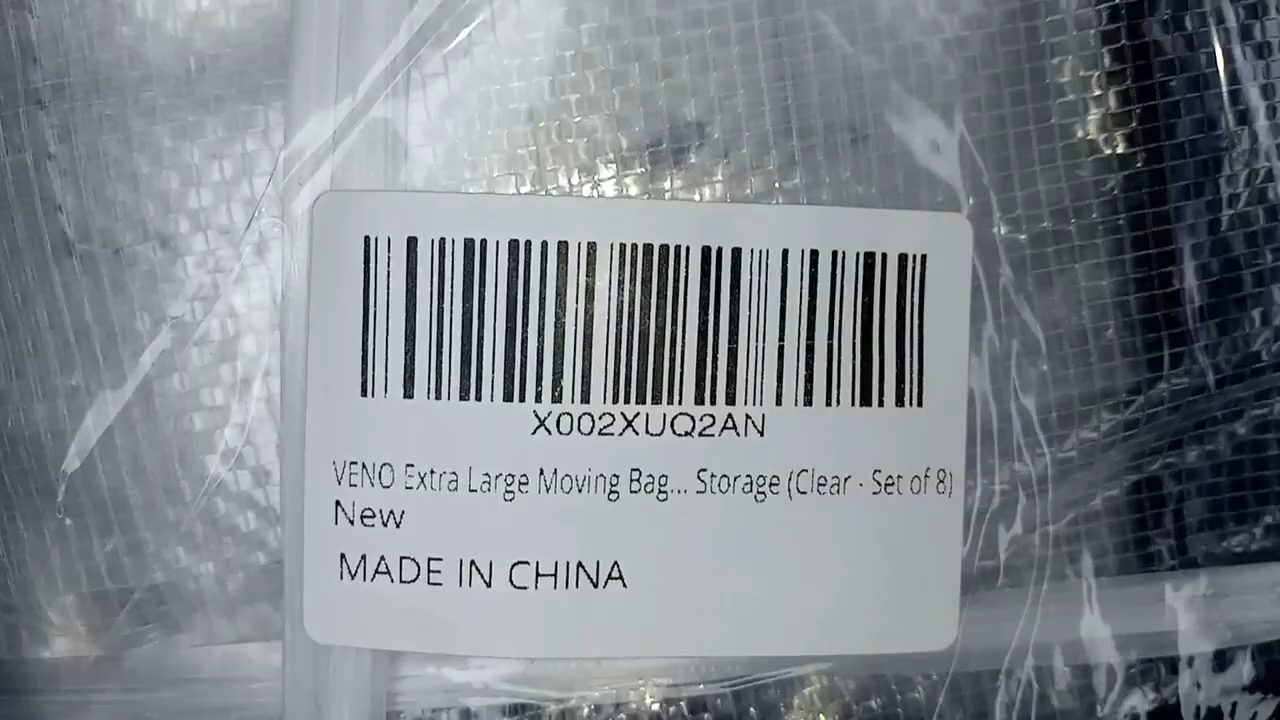 X002XUQ2AN
VENO Extra Large Moving Bag... Storage (Clear - Set of 8)
New
MADE IN CHINA